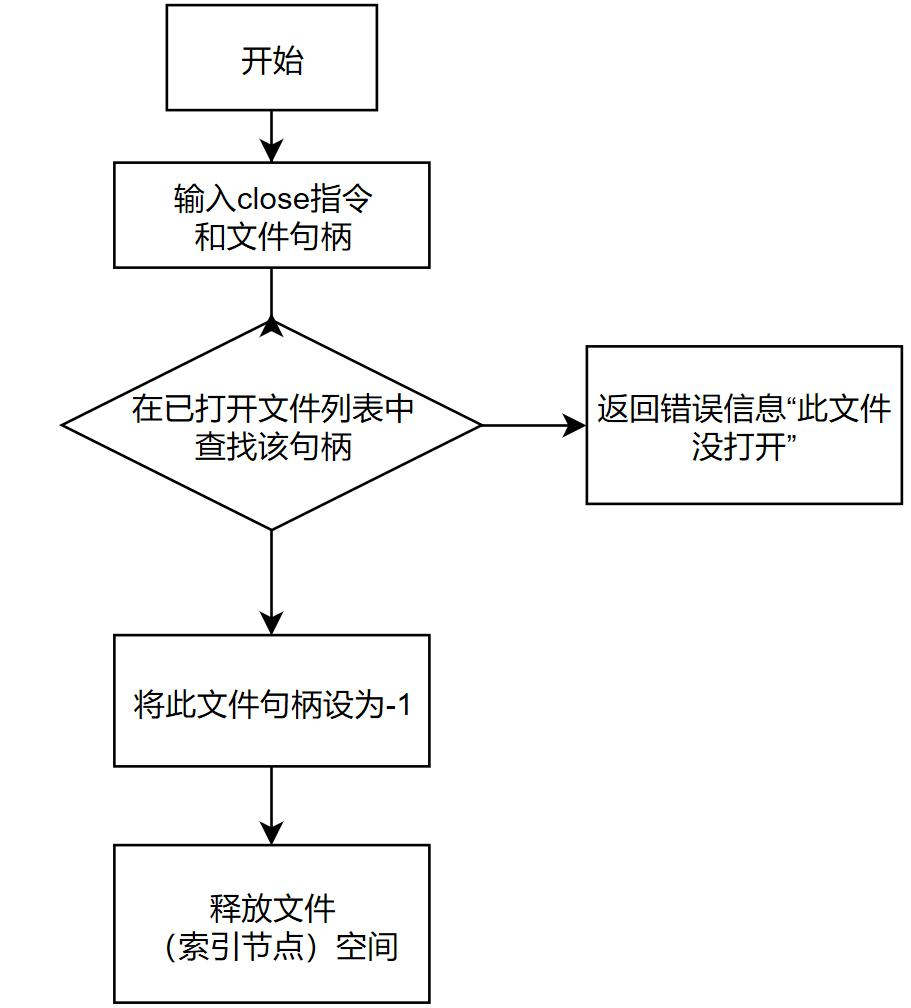 开始
输入close指令
和文件句柄
在已打开文件列表中
查找该句柄
返回错误信息“此文件
没打开”
将此文件句柄设为-1
释放文件
（索引节点）空间